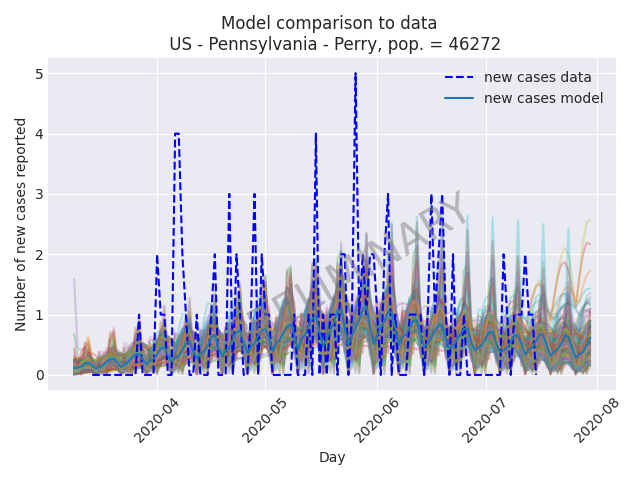 Model comparison to data
US - Pennsylvania - Perry, pop. = 46272
Number of new cases reported
5
4
3
2
1
0
new cases data
new cases model
PRELIMINARY
2020-04
2020-05
2020-06
2020-07
2020-08
Day